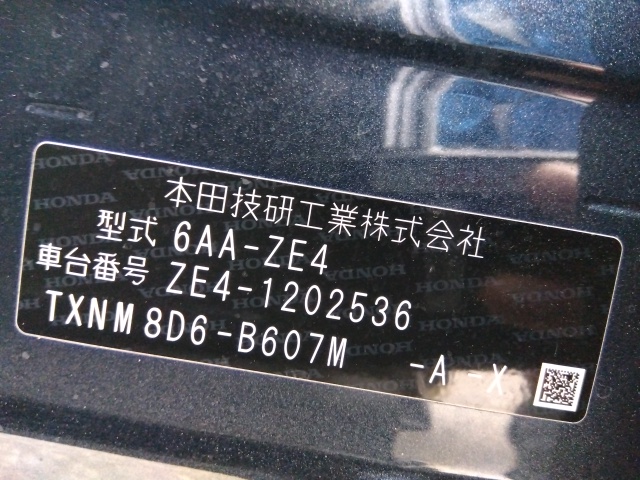 本田技研工業株式会社
型式 6AA-ZE4
車台番号 ZE4-1202536
TXNM 8D6-B607M -A -X